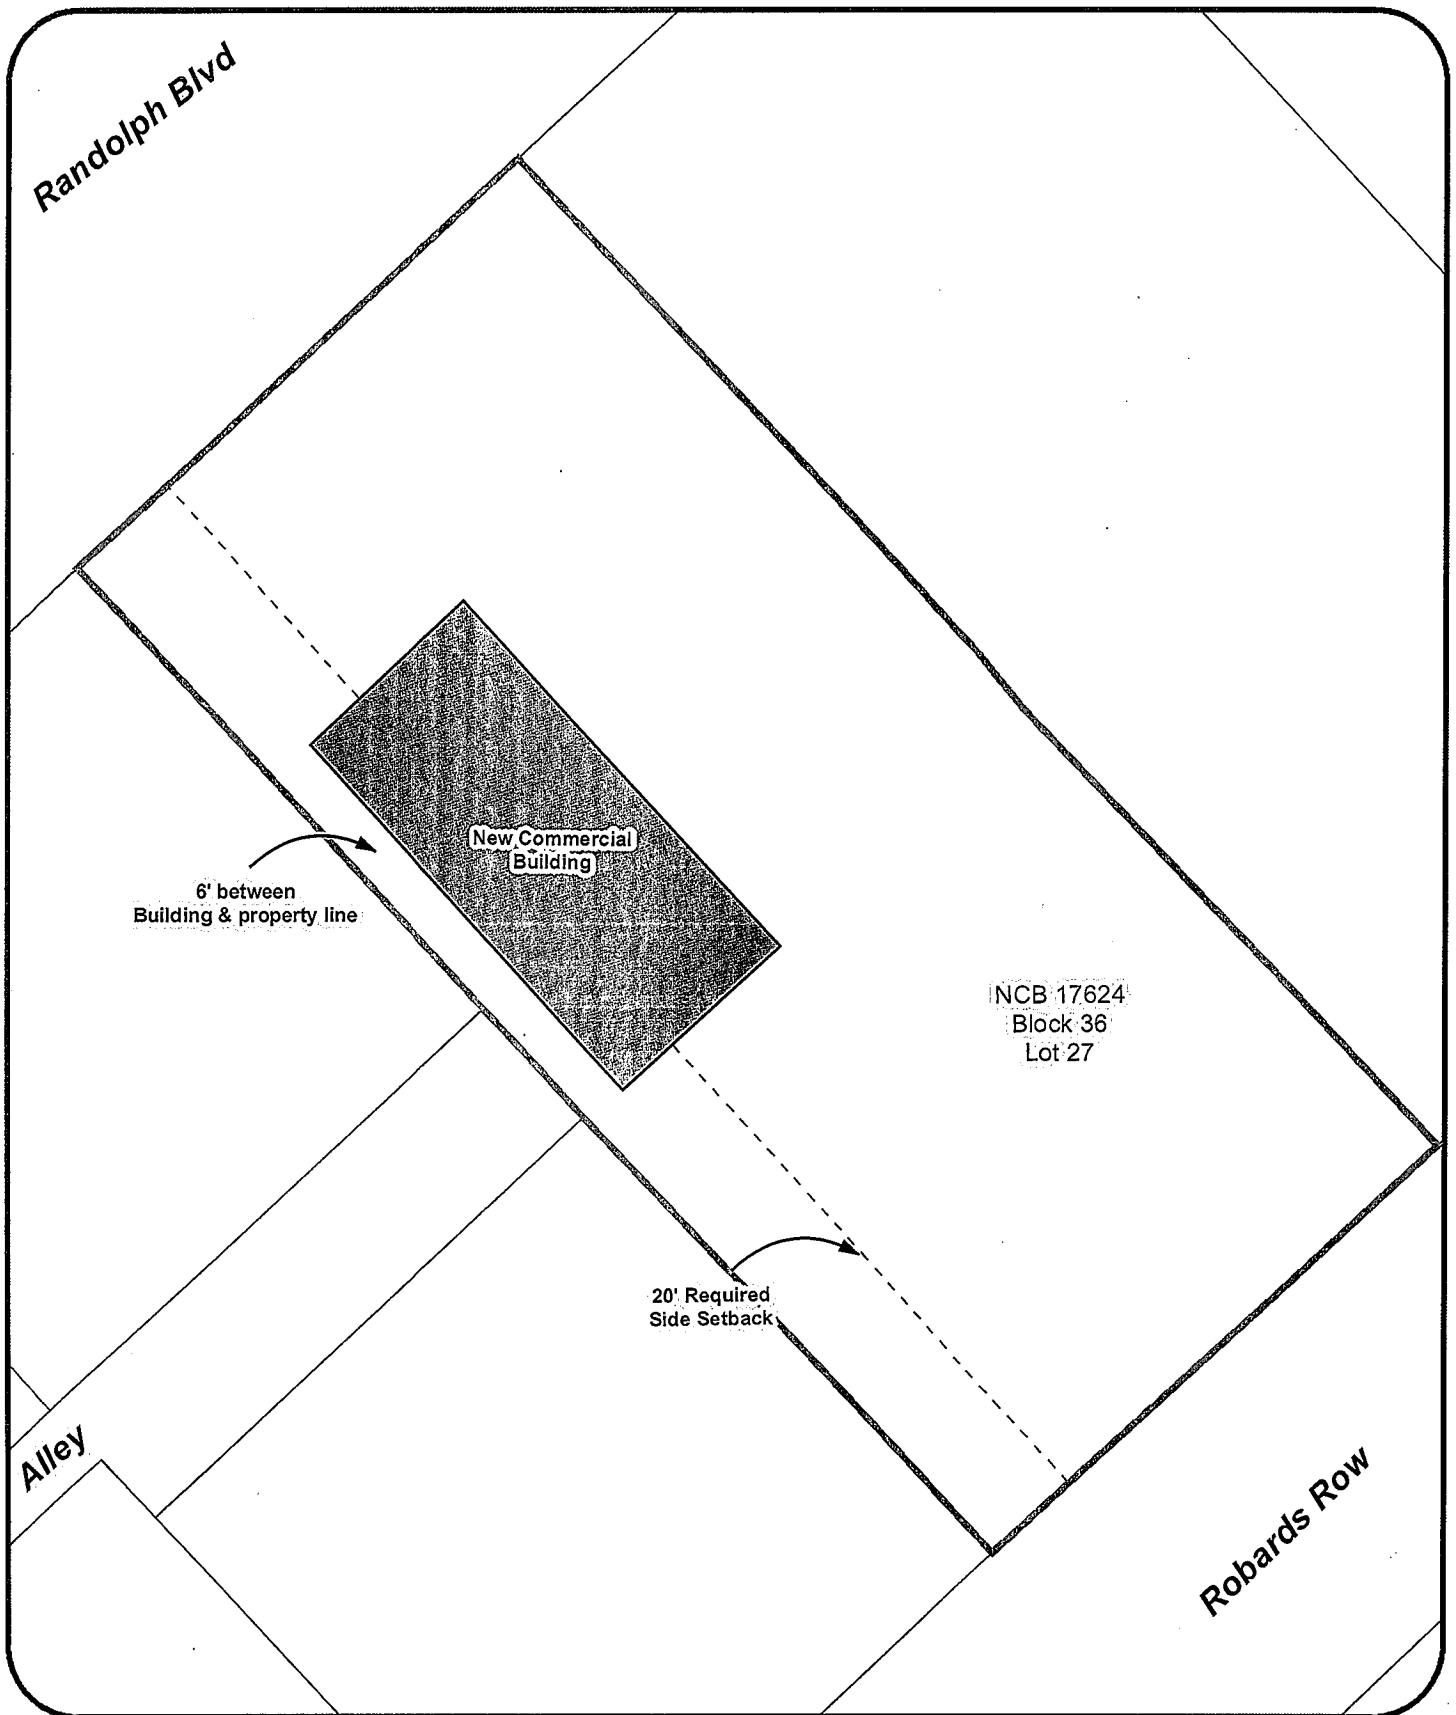 Randolph Blvd
New Commercial
Building
6' between
Building & property line
NCB 17624
Block 36
Lot 27
20' Required
Side Setback
Alley
Robards Row